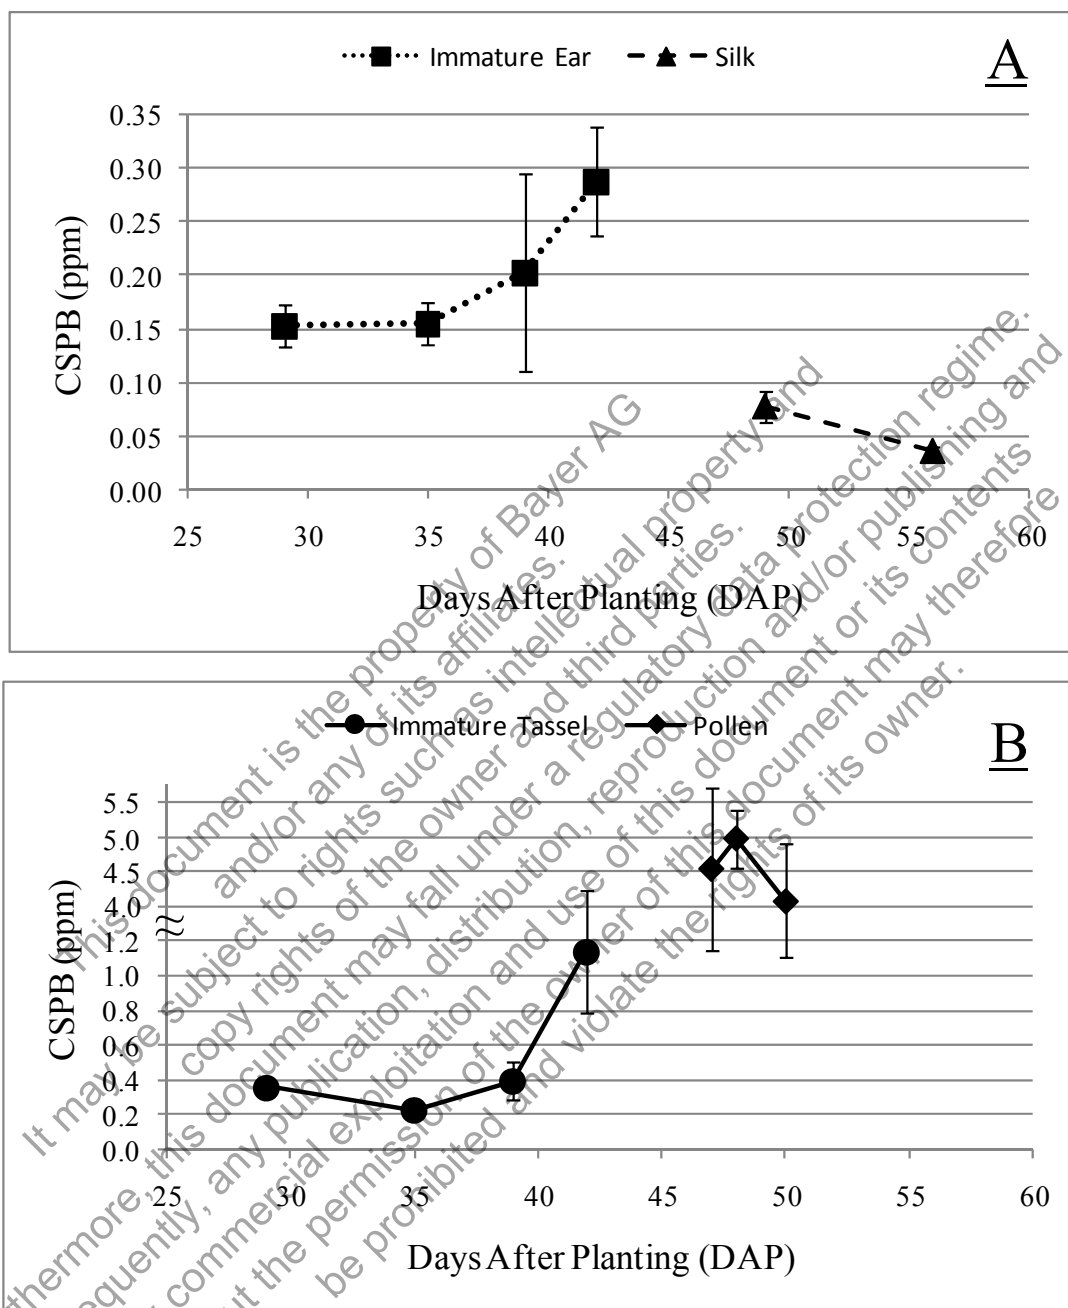 Immature Ear
Silk
A
0.35
0.30
0.25
0.20
0.15
0.10
0.05
0.00
CSPB (ppm)
25 30 35 40 45 50 55 60
Days After Planting (DAP)
Immature Tassel
Pollen
B
5.5
5.0
4.5
4.0
1.2
1.0
0.8
0.6
0.4
0.2
0.0
CSPB (ppm)
25 30 35 40 45 50 55 60
Days After Planting (DAP)
This document is the property of Bayer AG
and/or any of its affiliates.
It may be subject to rights such as intellectual property and
copy rights of the owner and third parties.
this document may fall under a regulatory data protection regime.
any publication, distribution, reproduction and/or publishing and
commercial exploitation and use of this document or its contents
the permission of the owner of this document may therefore
be prohibited and violate the rights of its owner.